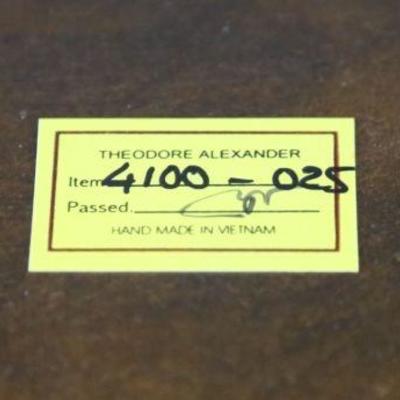 THEODORE ALEXANDER
Item 4100-025
Passed.
HAND MADE IN VIETNAM